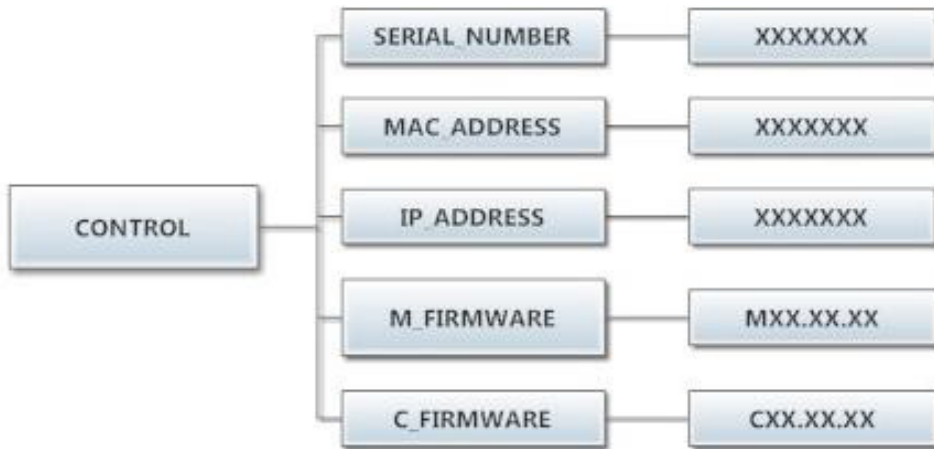 SERIAL_NUMBER XXXXXXX
MAC_ADDRESS XXXXXXX
CONTROL
IP_ADDRESS XXXXXXX
M_FIRMWARE MXX.XX.XX
C_FIRMWARE CXX.XX.XX